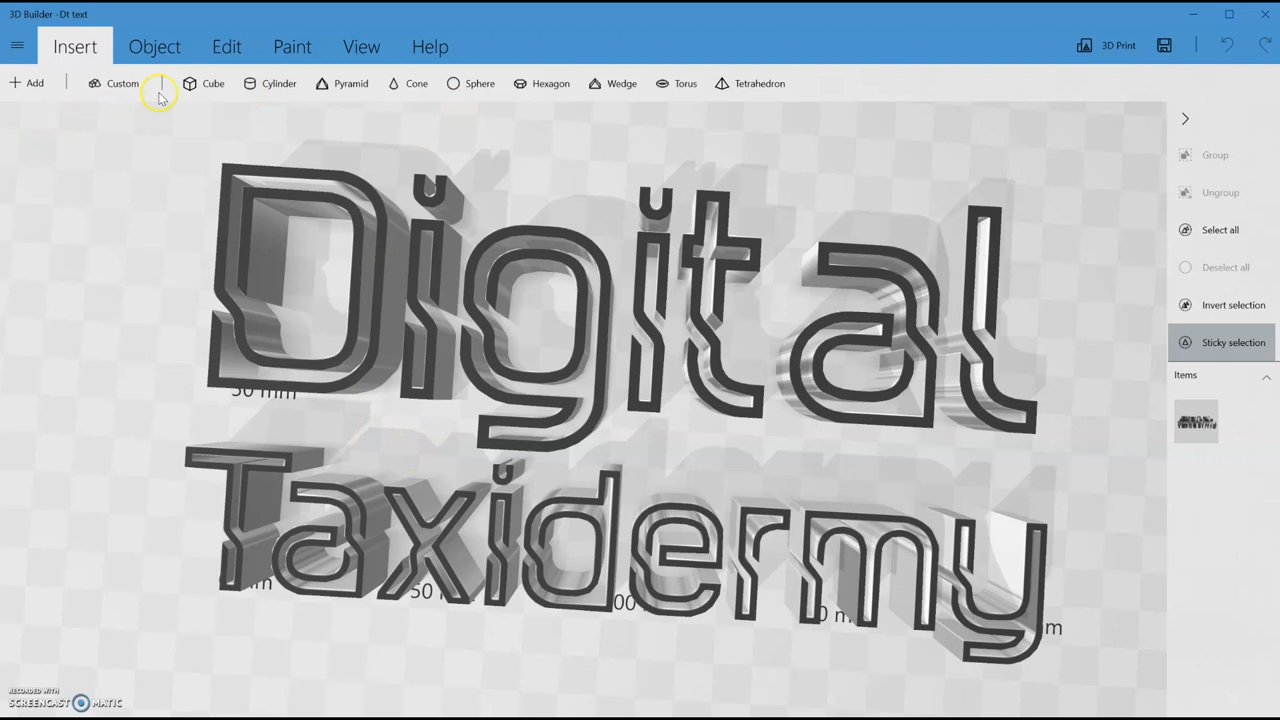 3D Builder -Dt text
Insert Object Edit Paint View Help 3D Print
Add Custom Cube Cylinder Pyramid Cone Sphere Hexagon Wedge Torus Tetrahedron
Group
Ungroup
Select all
Deselect all
Invert selection
Sticky selection
Items
Digital
50 mm
Taxidermy
RECORDED WITH
SCREENCAST MATIC